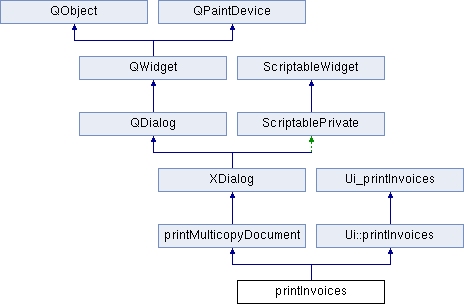 QObject QPaintDevice
QWidget ScriptableWidget
QDialog ScriptablePrivate
XDialog Ui_printInvoices
printMulticopyDocument Ui::printInvoices
printInvoices